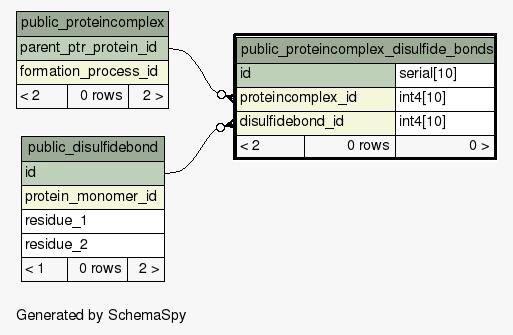 public_proteincomplex
parent_ptr_protein_id
formation_process_id
< 2 0 rows 2 >
public_proteincomplex_disulfide_bonds
id serial[10]
proteincomplex_id int4[10]
disulfidebond_id int4[10]
< 2 0 rows 0 >
public_disulfidebond
id
protein_monomer_id
residue_1
residue_2
< 1 0 rows 2 >
Generated by SchemaSpy